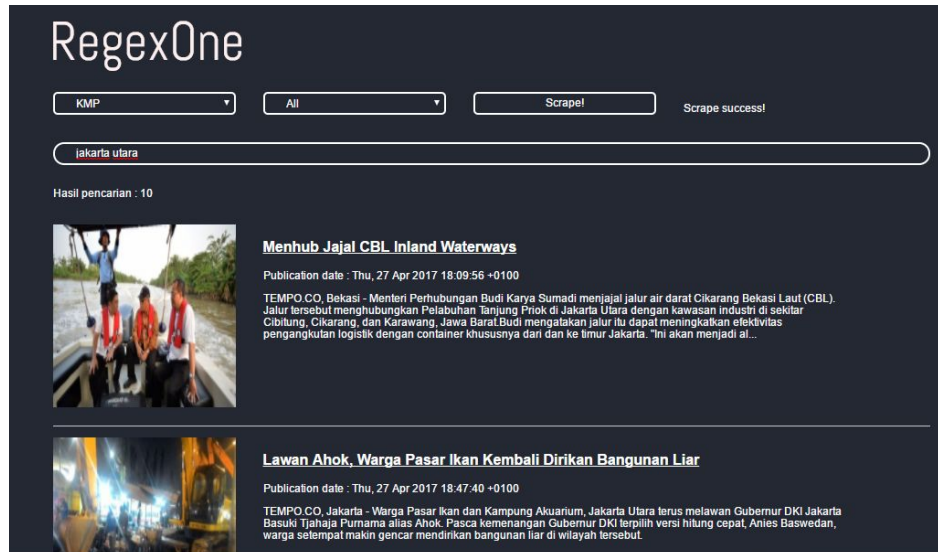 RegexOne
KMP All Scrape! Scrape success!
jakarta utara
Hasil pencarian : 10
Menhub Jajal CBL Inland Waterways
Publication date : Thu, 27 Apr 2017 18:09:56 +0100
TEMPO.CO, Bekasi - Menteri Perhubungan Budi Karya Sumadi menjajal jalur air darat Cikarang Bekasi Laut (CBL).
Jalur tersebut menghubungkan Pelabuhan Tanjung Priok di Jakarta Utara dengan kawasan industri di sekitar
Cibitung, Cikarang, dan Karawang, Jawa Barat.Budi mengatakan jalur itu dapat meningkatkan efektivitas
pengangkutan logistik dengan container khususnya dari dan ke timur Jakarta. "Ini akan menjadi al...
Lawan Ahok, Warga Pasar Ikan Kembali Dirikan Bangunan Liar
Publication date : Thu, 27 Apr 2017 18:47:40 +0100
TEMPO.CO, Jakarta - Warga Pasar Ikan dan Kampung Akuarium, Jakarta Utara terus melawan Gubernur DKI Jakarta
Basuki Tjahaja Purnama alias Ahok. Pasca kemenangan Gubernur DKI terpilih versi hitung cepat, Anies Baswedan,
warga setempat makin gencar mendirikan bangunan liar di wilayah tersebut.